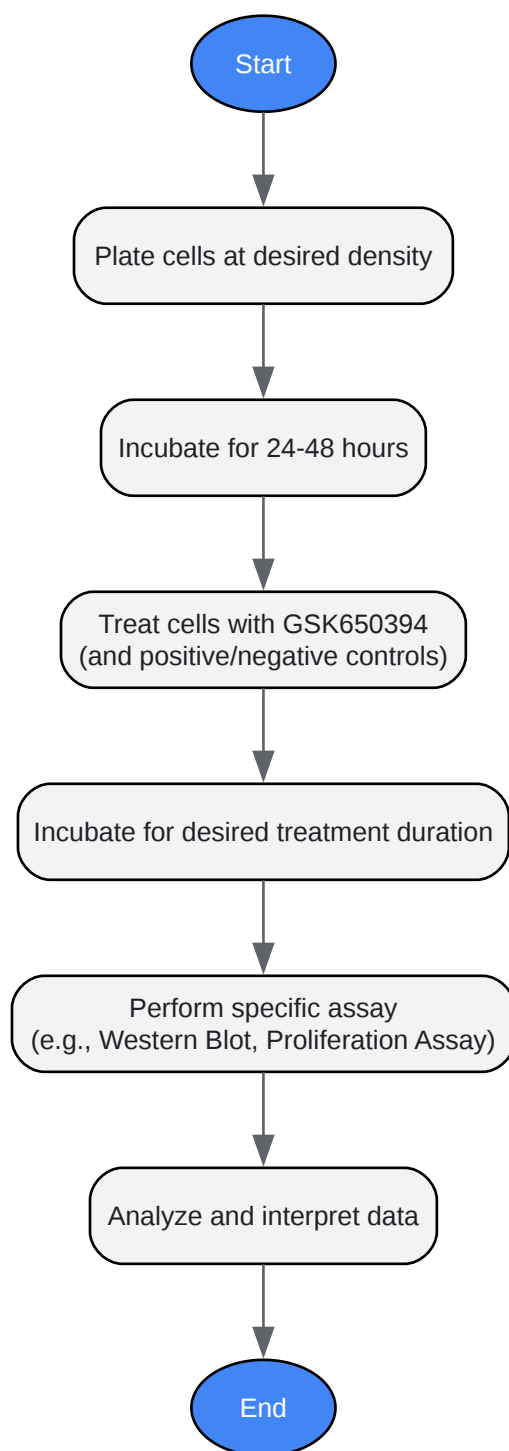 Start
Plate cells at desired density
Incubate for 24-48 hours
Treat cells with GSK650394
(and positive/negative controls)
Incubate for desired treatment duration
Perform specific assay
(e.g., Western Blot, Proliferation Assay)
Analyze and interpret data
End